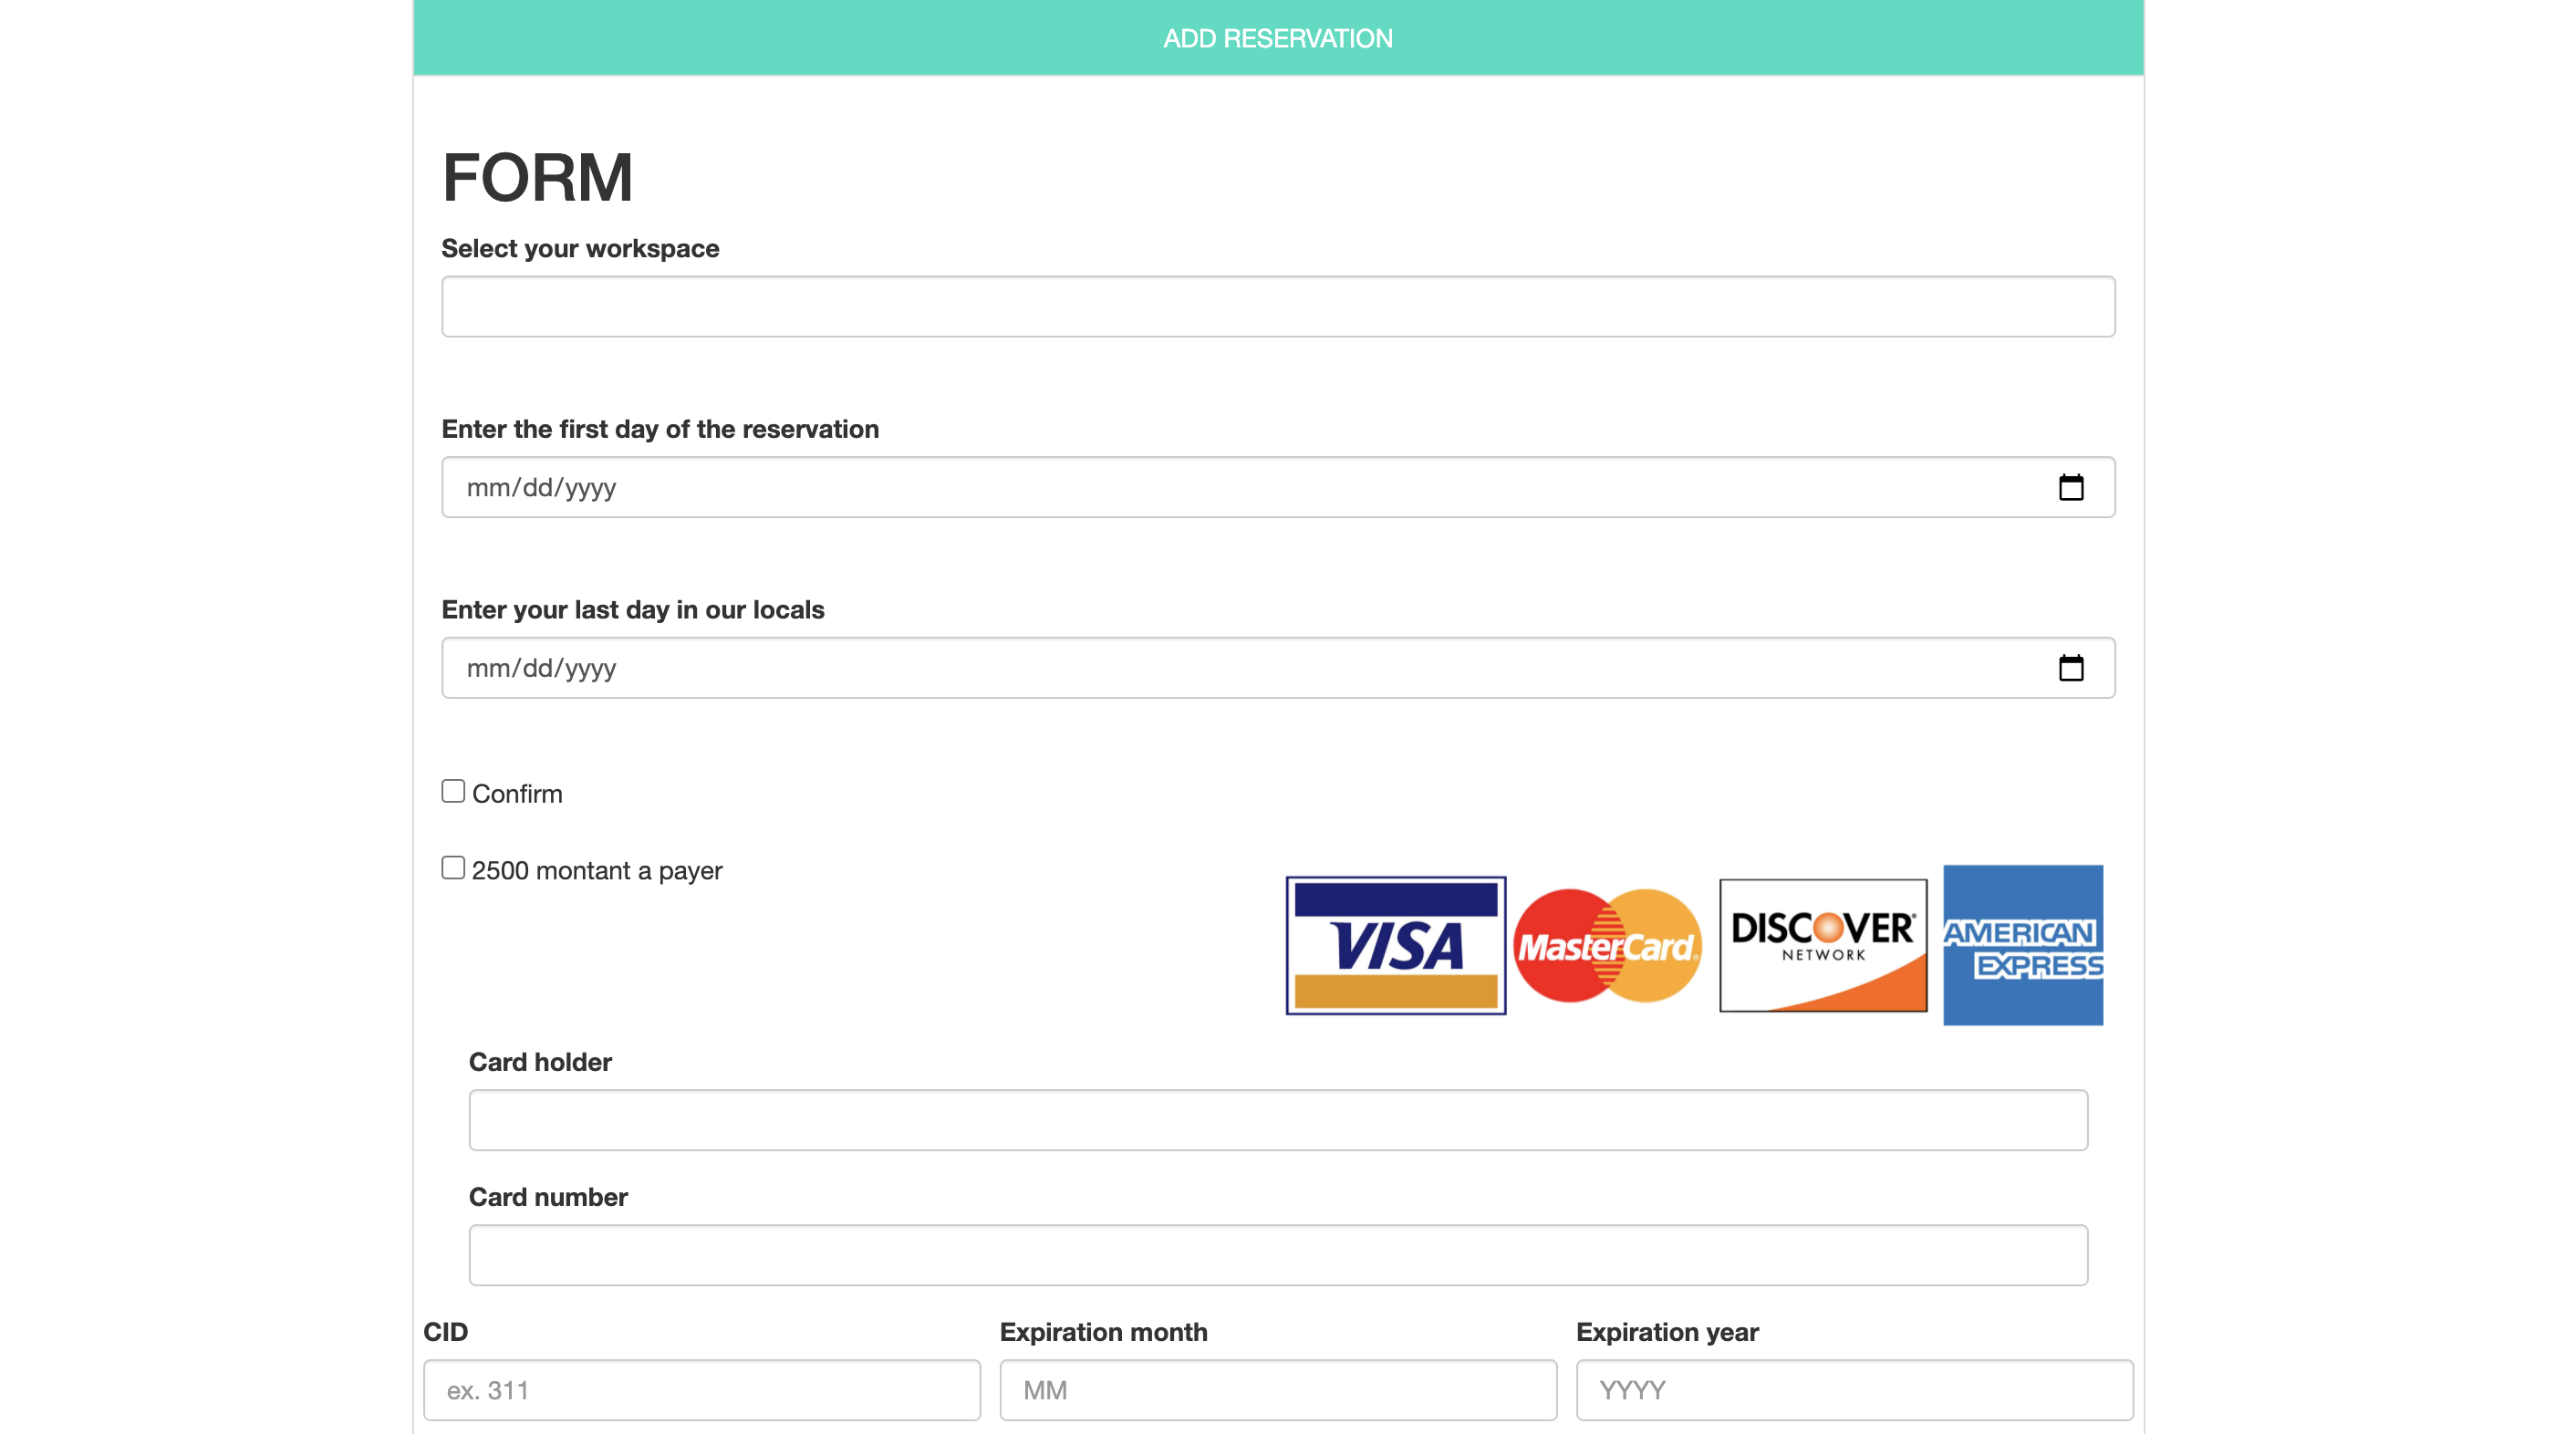 ADD RESERVATION
FORM
Select your workspace
Enter the first day of the reservation
mm/dd/yyyy
Enter your last day in our locals
mm/dd/yyyy
Confirm
2500 montant a payer
VISA
MasterCard
DISCOVER
NETWORK
AMERICAN
EXPRESS
Card holder
Card number
CID
Expiration month
Expiration year
ex. 311
MM
YYYY